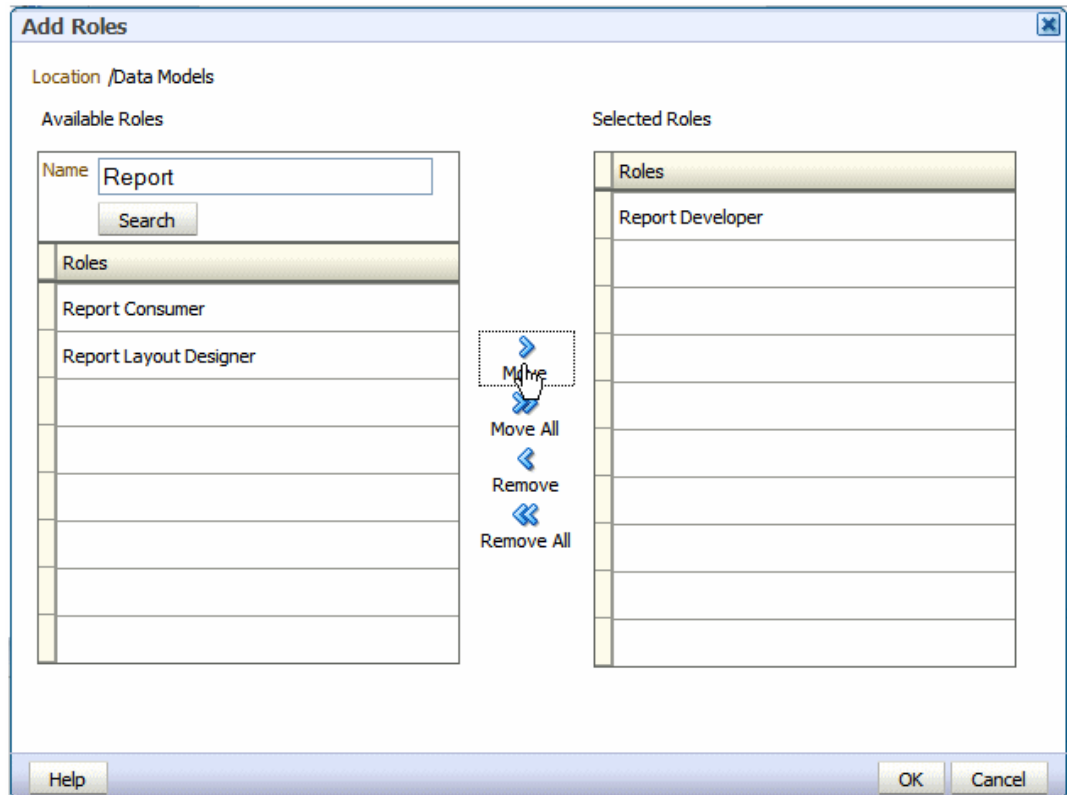 Add Roles
Location /Data Models
Available Roles
Selected Roles
Name Report
Search
Roles
Report Consumer
Report Layout Designer
Move
Move All
Remove
Remove All
Roles
Report Developer
Help
OK
Cancel